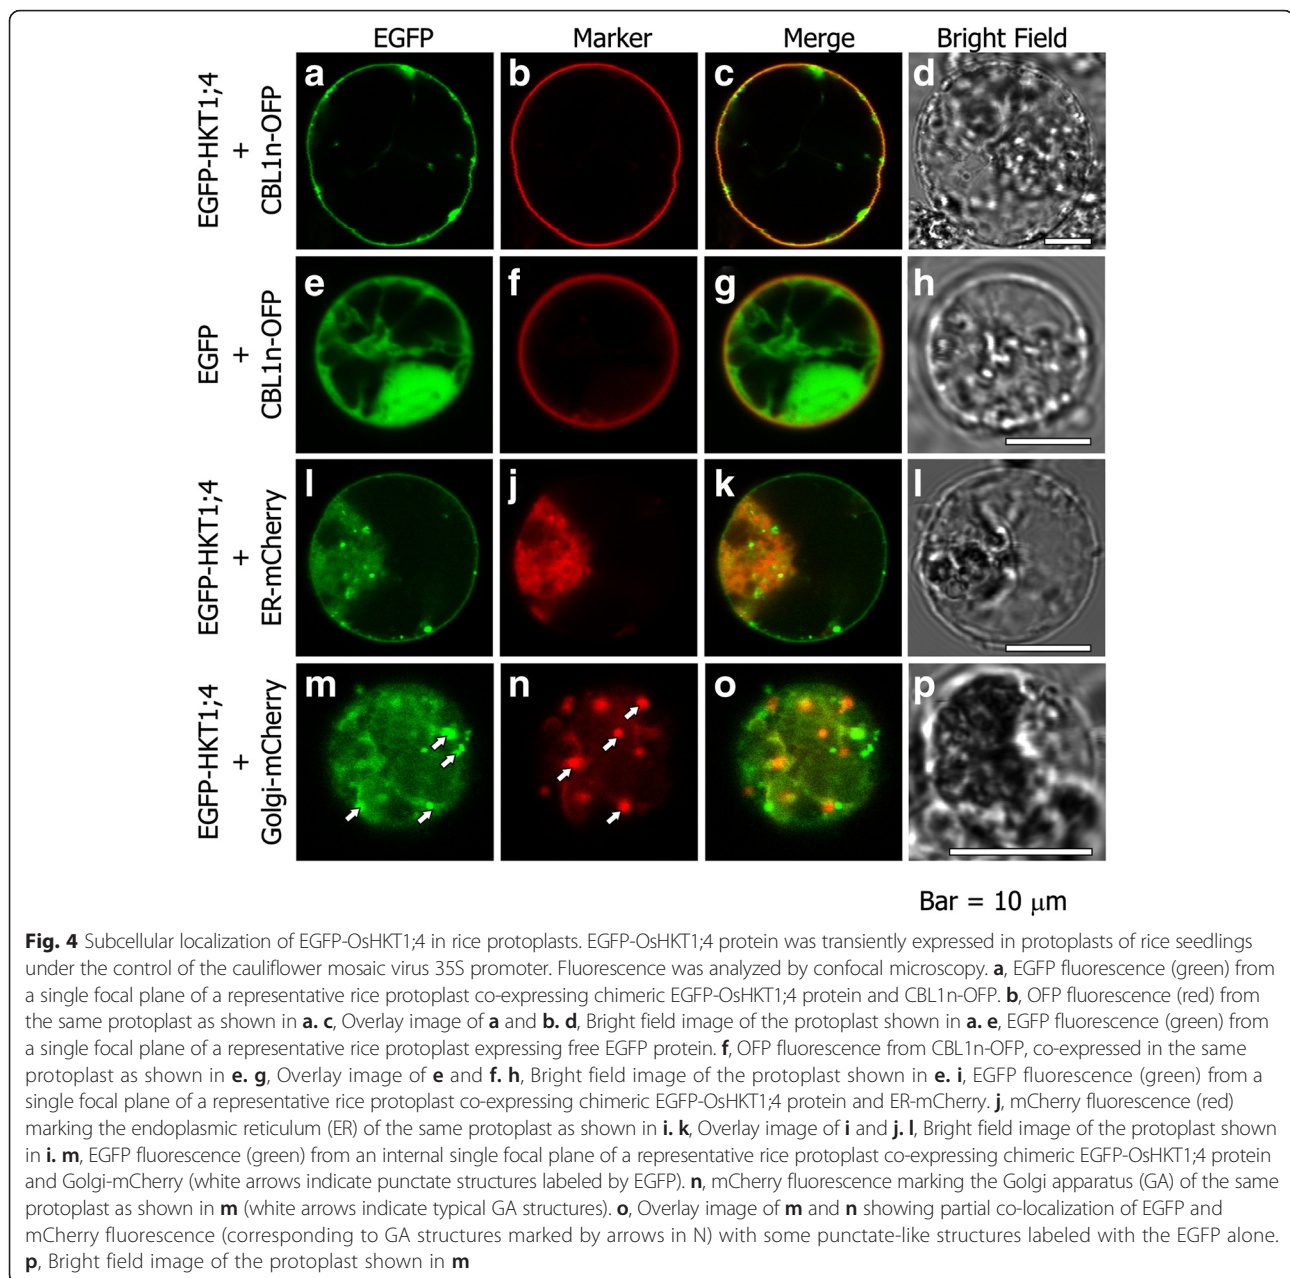 EGFP Marker Merge Bright Field
EGFP-HKT1;4
+
CBL1n-OFP
a b c d
EGFP
+
CBL1n-OFP
e f g h
EGFP-HKT1;4
+
ER-mCherry
l j k l
EGFP-HKT1;4
+
Golgi-mCherry
m n o p
Bar = 10 μm
Fig. 4 Subcellular localization of EGFP-OsHKT1;4 in rice protoplasts. EGFP-OsHKT1;4 protein was transiently expressed in protoplasts of rice seedlings
under the control of the cauliflower mosaic virus 35S promoter. Fluorescence was analyzed by confocal microscopy. a, EGFP fluorescence (green) from
a single focal plane of a representative rice protoplast co-expressing chimeric EGFP-OsHKT1;4 protein and CBL1n-OFP. b, OFP fluorescence (red) from
the same protoplast as shown in a. c, Overlay image of a and b. d, Bright field image of the protoplast shown in a. e, EGFP fluorescence (green) from
a single focal plane of a representative rice protoplast expressing free EGFP protein. f, OFP fluorescence from CBL1n-OFP, co-expressed in the same
protoplast as shown in e. g, Overlay image of e and f. h, Bright field image of the protoplast shown in e. i, EGFP fluorescence (green) from a
single focal plane of a representative rice protoplast co-expressing chimeric EGFP-OsHKT1;4 protein and ER-mCherry. j, mCherry fluorescence (red)
marking the endoplasmic reticulum (ER) of the same protoplast as shown in i. k, Overlay image of i and j. l, Bright field image of the protoplast shown
in i. m, EGFP fluorescence (green) from an internal single focal plane of a representative rice protoplast co-expressing chimeric EGFP-OsHKT1;4 protein
and Golgi-mCherry (white arrows indicate punctate structures labeled by EGFP). n, mCherry fluorescence marking the Golgi apparatus (GA) of the same
protoplast as shown in m (white arrows indicate typical GA structures). o, Overlay image of m and n showing partial co-localization of EGFP and
mCherry fluorescence (corresponding to GA structures marked by arrows in N) with some punctate-like structures labeled with the EGFP alone.
p, Bright field image of the protoplast shown in m